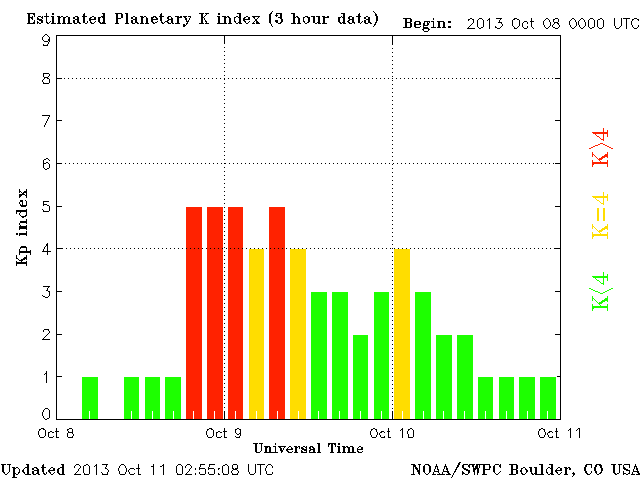 Estimated Planetary K index (3 hour data)
Begin: 2013 Oct 08 0000 UTC
9
8
7
6
5
4
3
2
1
0
Kp index
K>4
K=4
K<4
Oct 8
Oct 9
Oct 10
Oct 11
Universal Time
Updated 2013 Oct 11 02:55:08 UTC
NOAA/SWPC Boulder, CO USA